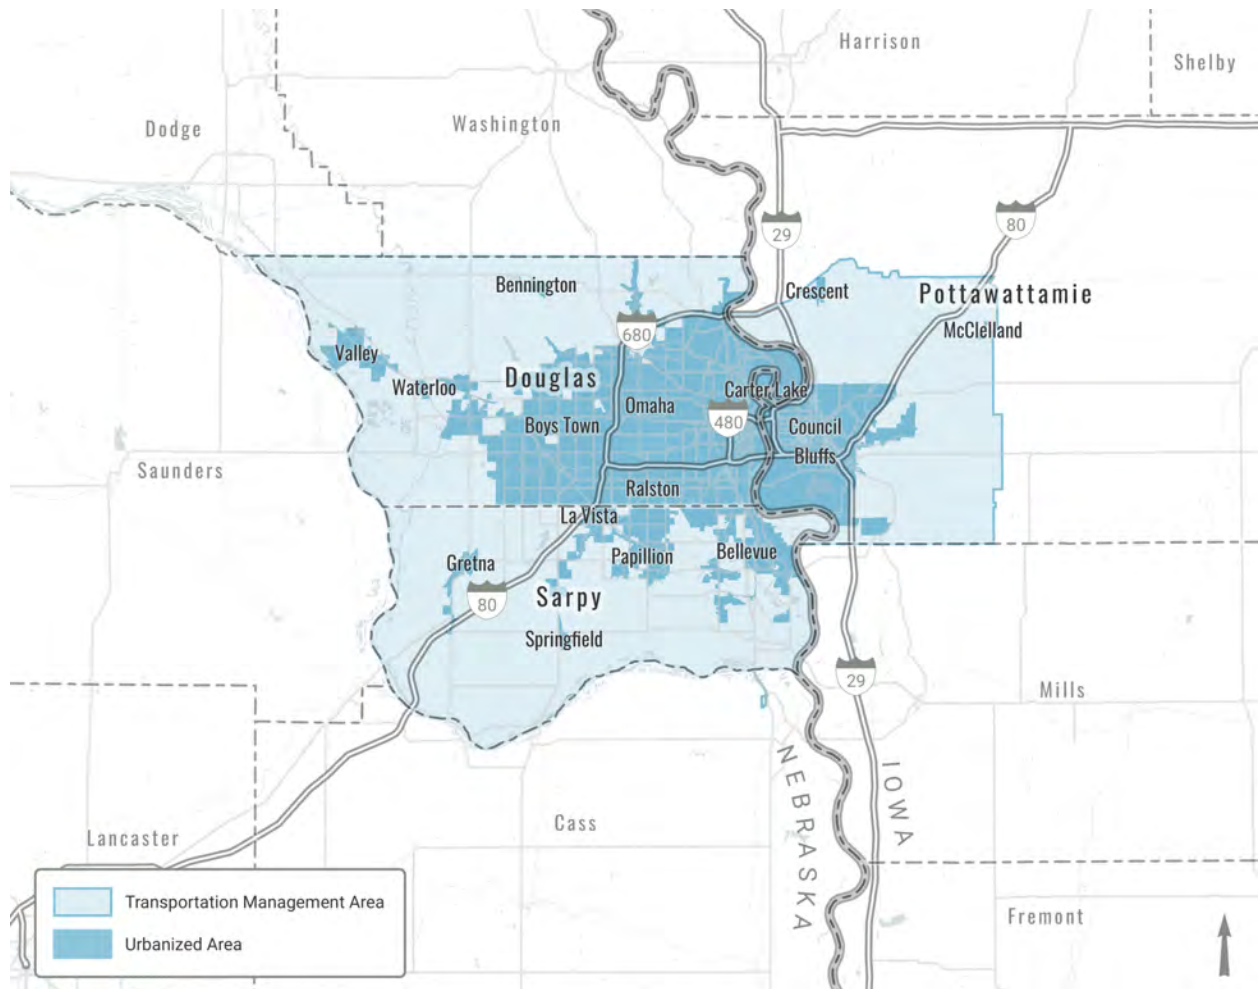 Harrison
Shelby
Dodge
Washington
29
80
Bennington
Crescent
Pottawattamie
McClelland
680
Valley
Waterloo
Douglas
Carter Lake
Omaha
480
Boys Town
Council
Bluffs
Saunders
Ralston
La Vista
Gretna
Papillion
Bellevue
80
Sarpy
Springfield
29
Mills
NEBRASKA
IOWA
Cass
Lancaster
Fremont
Transportation Management Area
Urbanized Area